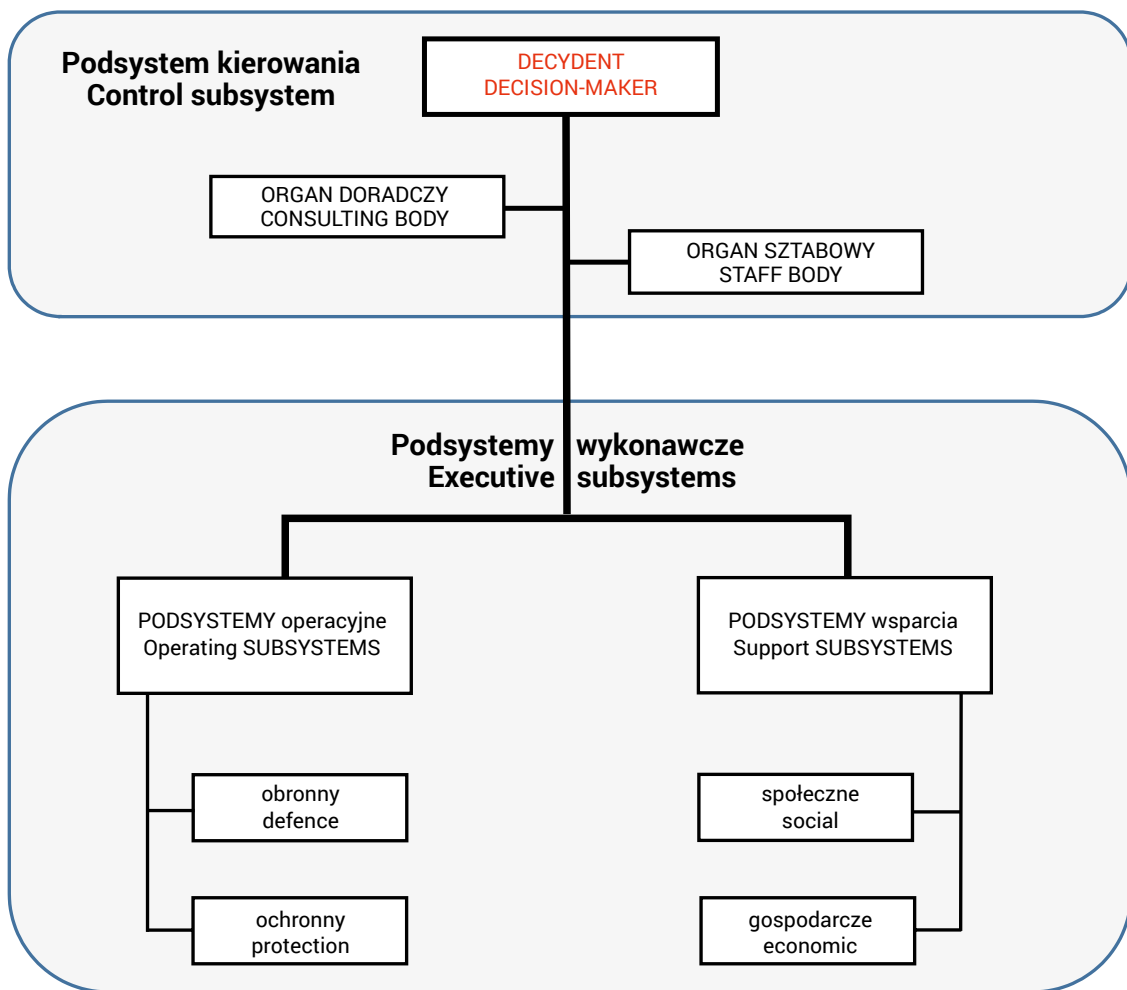 Podsystem kierowania
Control subsystem
DECYDENT
DECISION-MAKER
ORGAN DORADCZY
CONSULTING BODY
ORGAN SZTABOWY
STAFF BODY
Podsystemy wykonawcze
Executive subsystems
PODSYSTEMY operacyjne
Operating SUBSYSTEMS
PODSYSTEMY wsparcia
Support SUBSYSTEMS
obronny
defence
społeczne
social
ochronny
protection
gospodarcze
economic